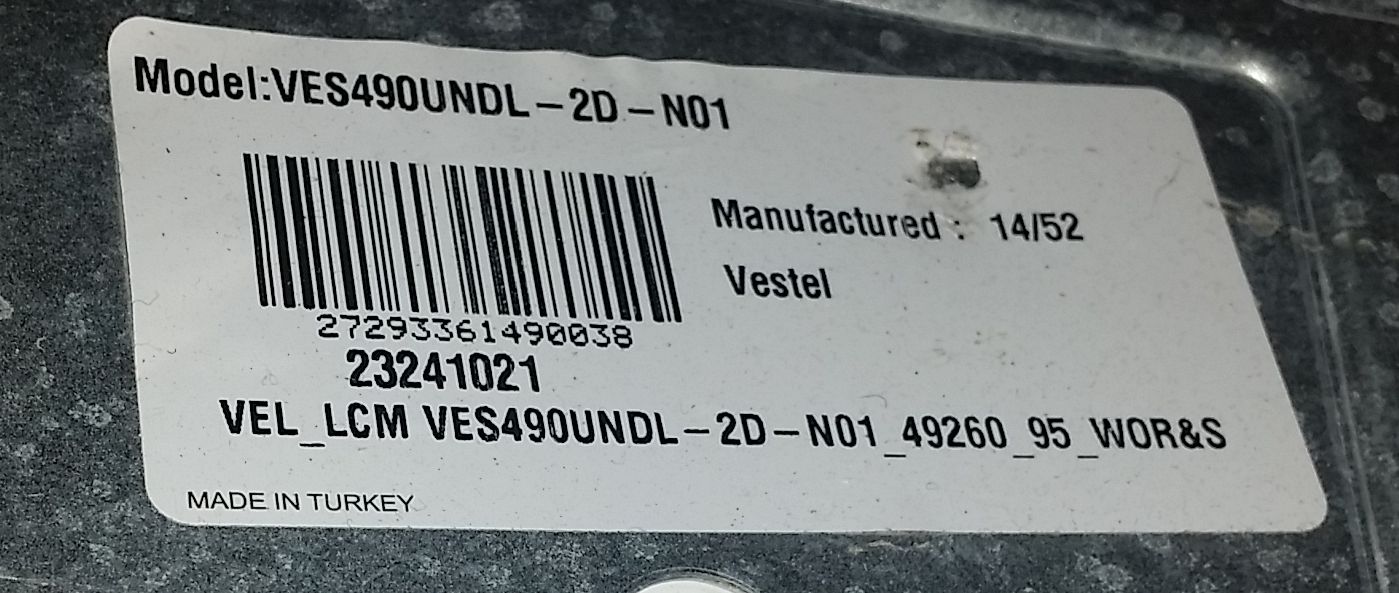 Model:VES490UNDL-2D-N01
Manufactured : 14/52
Vestel
27293361490038
23241021
VEL_LCM VES490UNDL-2D-N01_49260_95_WOR&S
MADE IN TURKEY